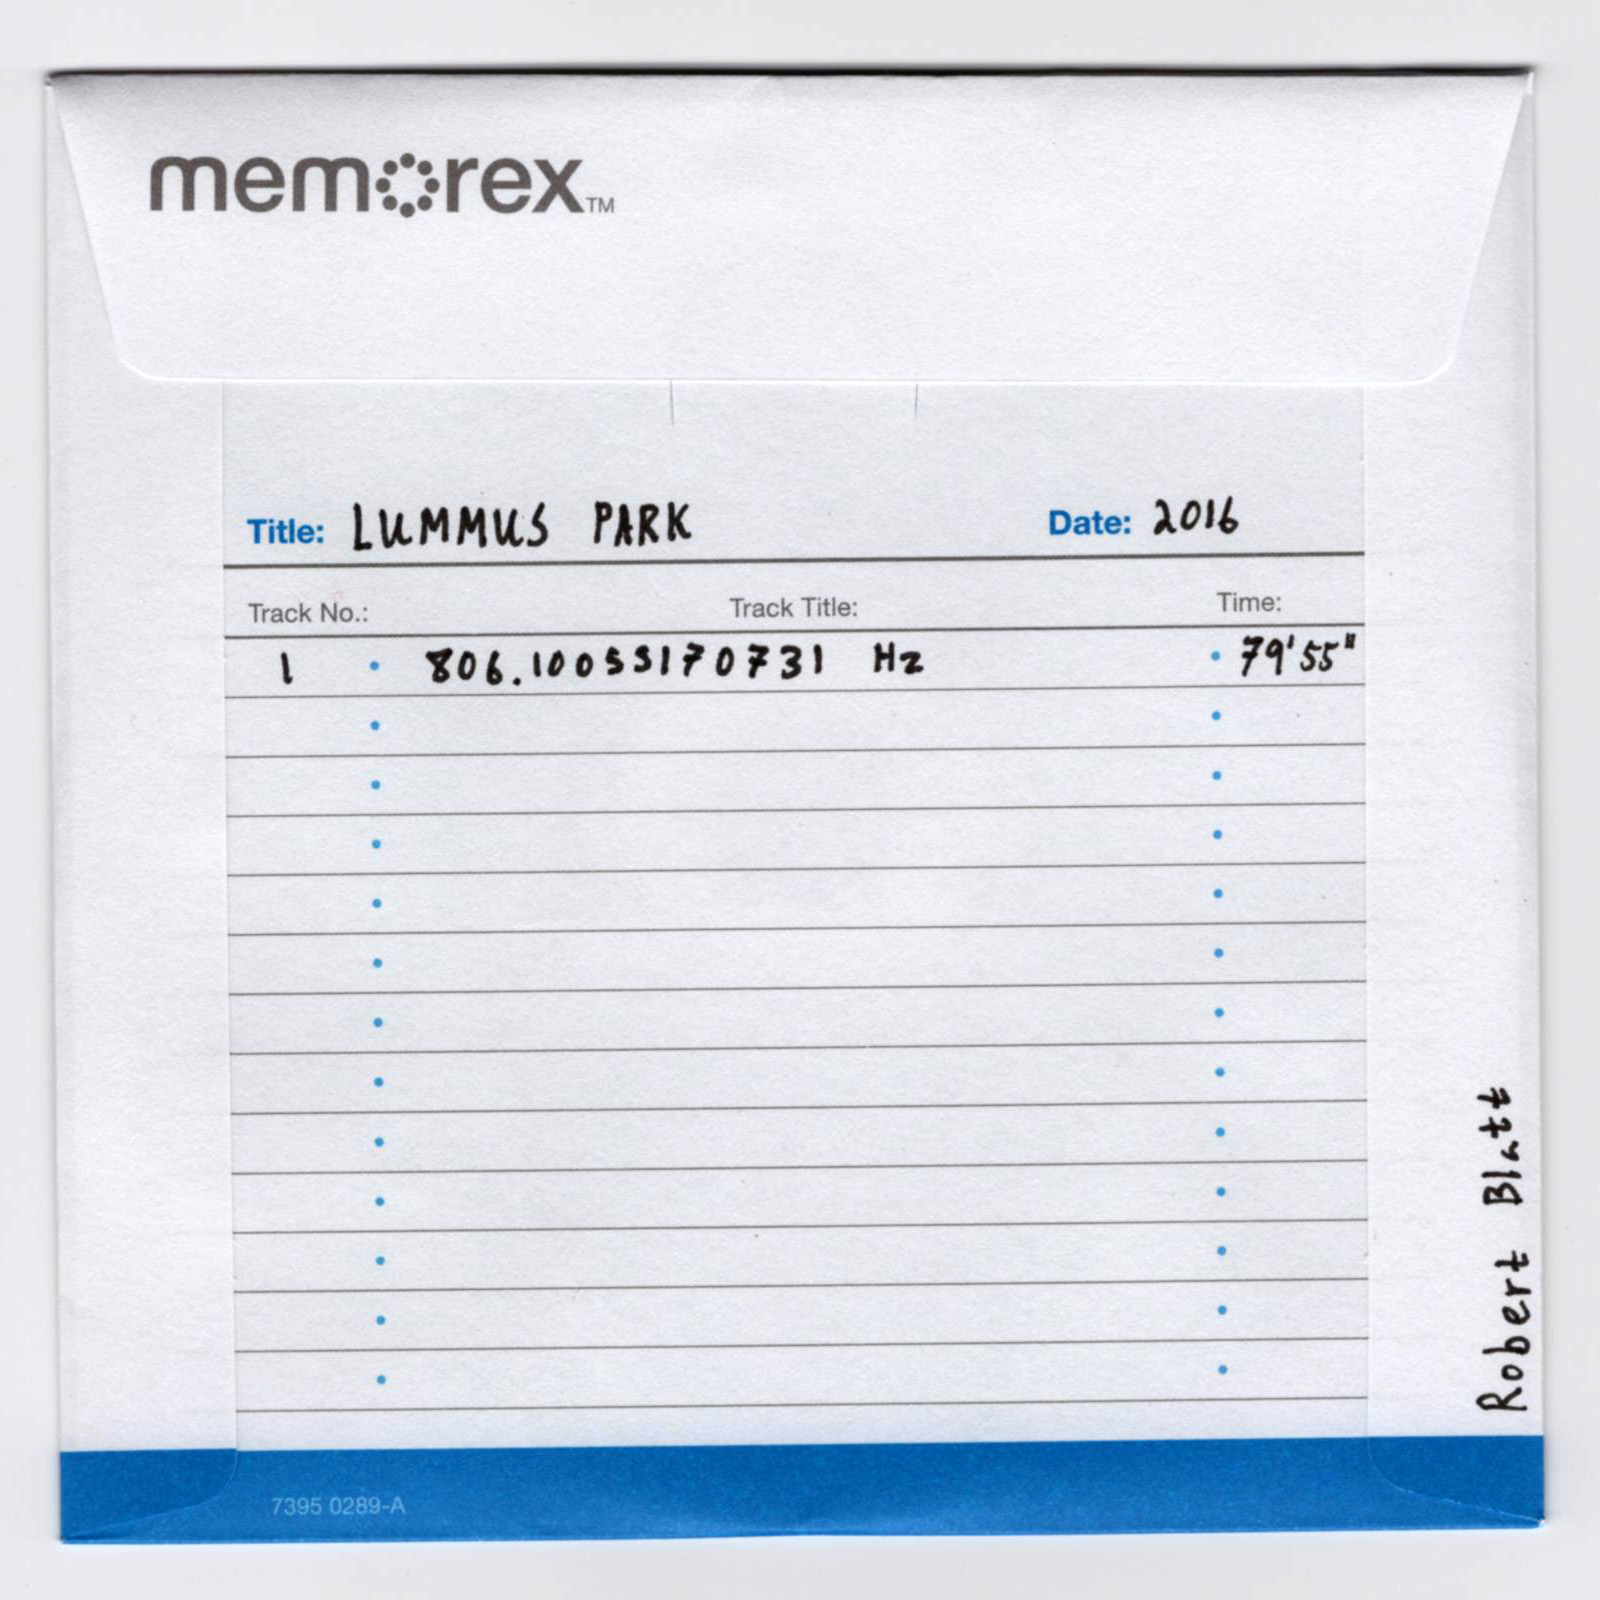 memorex™
Title: LUMMUS PARK Date: 2016
Track No.: Track Title: Time:
1 • 806.10055170731 Hz • 79'55"
Robert Blatt
7395 0289-A